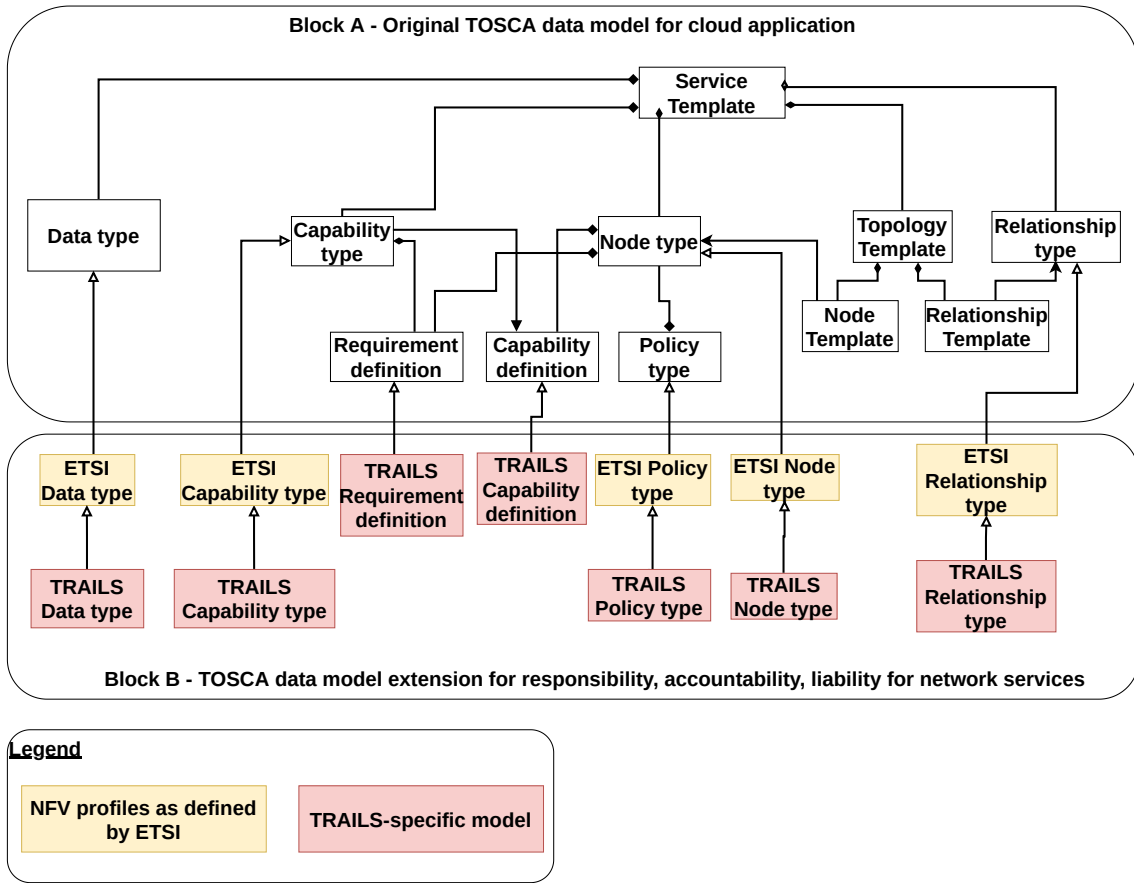 Block A - Original TOSCA data model for cloud application
Service
Template
Data type
Capability
type
Node type
Topology
Template
Relationship
type
Requirement
definition
Capability
definition
Policy
type
Node
Template
Relationship
Template
ETSI
Data type
ETSI
Capability type
TRAILS
Requirement
definition
TRAILS
Capability
definition
ETSI Policy
type
ETSI Node
type
ETSI
Relationship
type
TRAILS
Data type
TRAILS
Capability type
TRAILS
Policy type
TRAILS
Node type
TRAILS
Relationship
type
Block B - TOSCA data model extension for responsibility, accountability, liability for network services
Legend
NFV profiles as defined
by ETSI
TRAILS-specific model